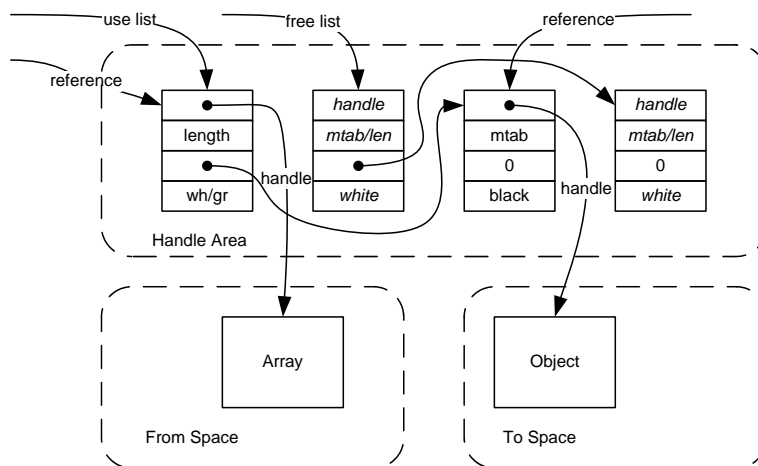 use list
free list
reference
reference
handle
length
wh/gr
handle
mtab/len
white
mtab
0
black
handle
mtab/len
0
white
handle
Handle Area
Array
Object
From Space
To Space